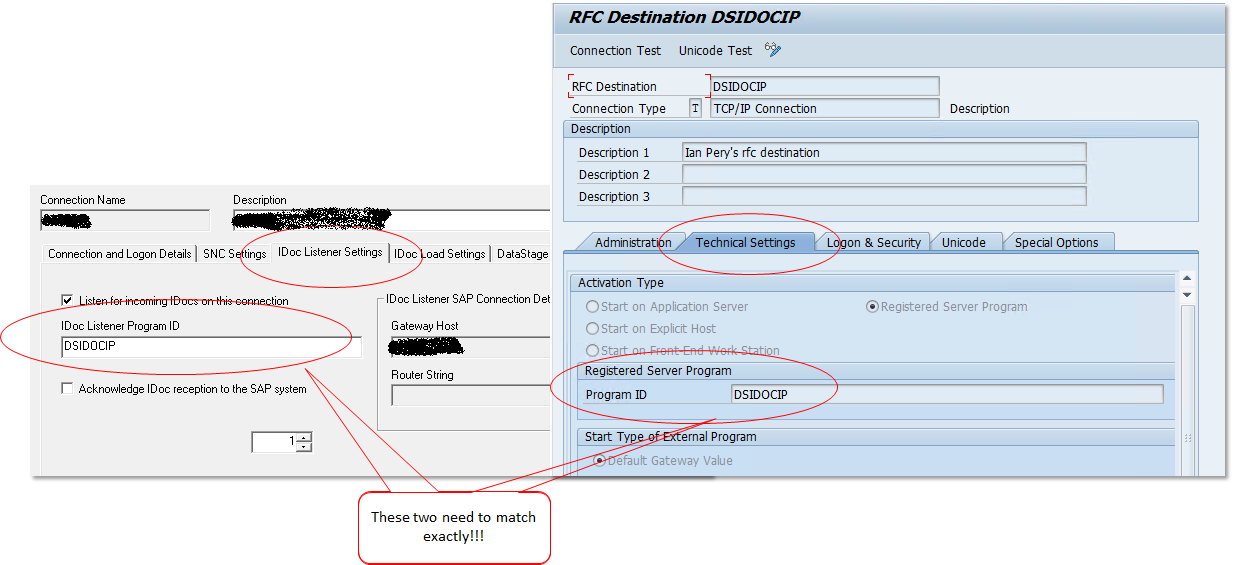 RFC Destination DSIDOCIP
Connection Test Unicode Test
RFC Destination DSIDOCIP
Connection Type T TCP/IP Connection Description
Description
Description 1 Ian Pery's rfc destination
Description 2
Description 3
Administration Technical Settings Logon & Security Unicode Special Options
Activation Type
Start on Application Server Registered Server Program
Start on Explicit Host
Start on Front-End Work Station
Registered Server Program
Program ID DSIDOCIP
Start Type of External Program
Default Gateway Value
Connection Name Description
Connection and Logon Details SNC Settings IDoc Listener Settings IDoc Load Settings DataStage
Listen for incoming IDocs on this connection
IDoc Listener Program ID
DSIDOCIP
Acknowledge IDoc reception to the SAP system
1
IDoc Listener SAP Connection Det
Gateway Host
Router String
These two need to match
exactly!!!